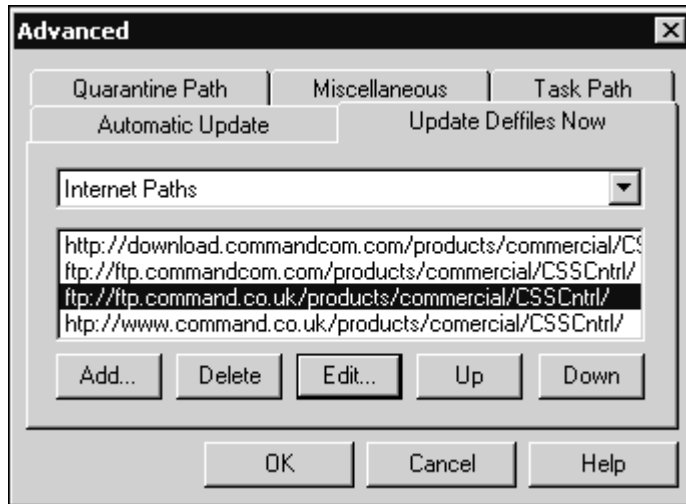 Advanced
Quarantine Path Miscellaneous Task Path
Automatic Update Update Deffiles Now
Internet Paths
http://download.commandcom.com/products/commercial/CS
ftp://ftp.commandcom.com/products/commercial/CSSCntrl/
ftp://ftp.command.co.uk/products/commercial/CSSCntrl/
htp://www.command.co.uk/products/comercial/CSSCntrl/
Add... Delete Edit... Up Down
OK Cancel Help